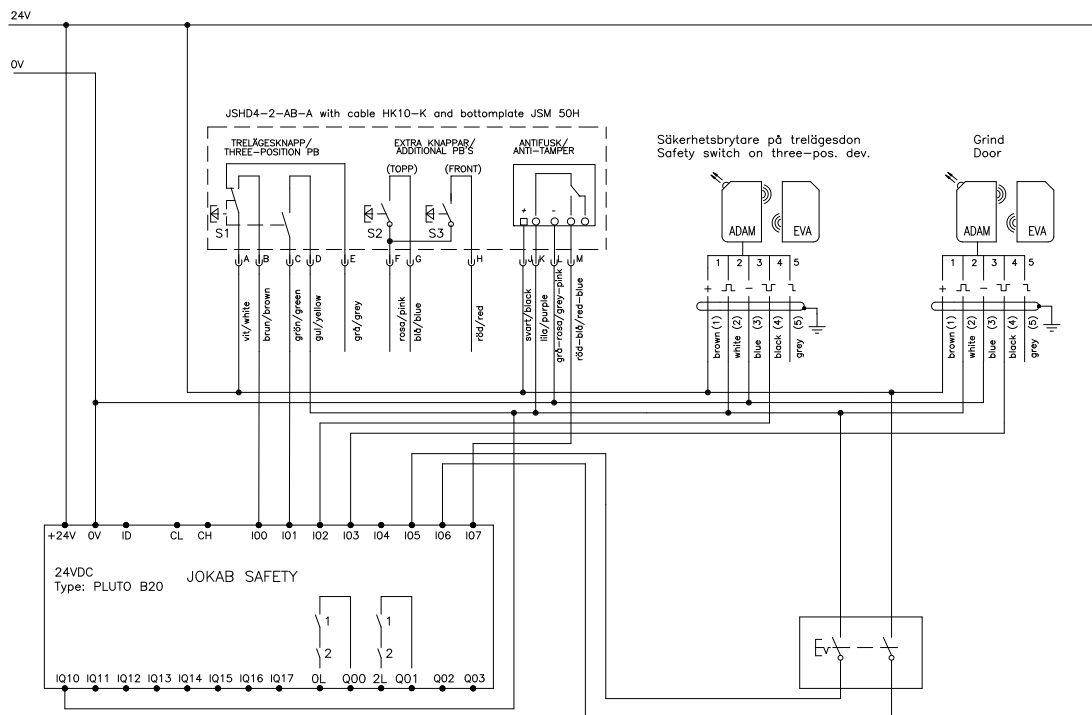 24V
0V
JSHD4-2-AB-A with cable HK10-K and bottomplate JSM 50H
TRELÄGESKNAPP/
THREE-POSITION PB
EXTRA KNAPPAR/
ADDITIONAL PB'S
(TOPP) (FRONT)
ANTIFUSK/
ANTI-TAMPER
+ -
S1 S2 S3
A B C D E F G H J K L M
vit/white
brun/brown
grön/green
gul/yellow
grå/grey
rosa/pink
blå/blue
röd/red
svart/black
lila/purple
grå-rosa/grey-pink
röd-blå/red-blue
Säkerhetsbrytare på trelägesdon
Safety switch on three-pos. dev.
ADAM EVA
1 2 3 4 5
+ -
brown (1)
white (2)
blue (3)
black (4)
grey (5)
Grind
Door
ADAM EVA
1 2 3 4 5
+ -
brown (1)
white (2)
blue (3)
black (4)
grey (5)
+24V 0V ID CL CH I00 I01 I02 I03 I04 I05 I06 I07
24VDC
Type: PLUTO B20
JOKAB SAFETY
1 1
2 2
IQ10 IQ11 IQ12 IQ13 IQ14 IQ15 IQ16 IQ17 0L Q00 2L Q01 Q02 Q03